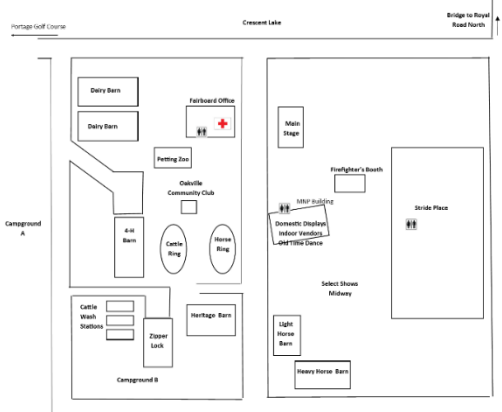 Portage Golf Course
Crescent Lake
Bridge to Royal
Road North
Dairy Barn
Dairy Barn
Fairboard Office
Main
Stage
Petting Zoo
Firefighter's Booth
Oakville
Community Club
MNP Building
Domestic Displays
Indoor Vendors
Old Time Dance
Stride Place
Campground
A
4-H
Barn
Cattle
Ring
Horse
Ring
Select Shows
Midway
Cattle
Wash
Stations
Zipper
Lock
Heritage Barn
Light
Horse
Barn
Heavy Horse Barn
Campground B